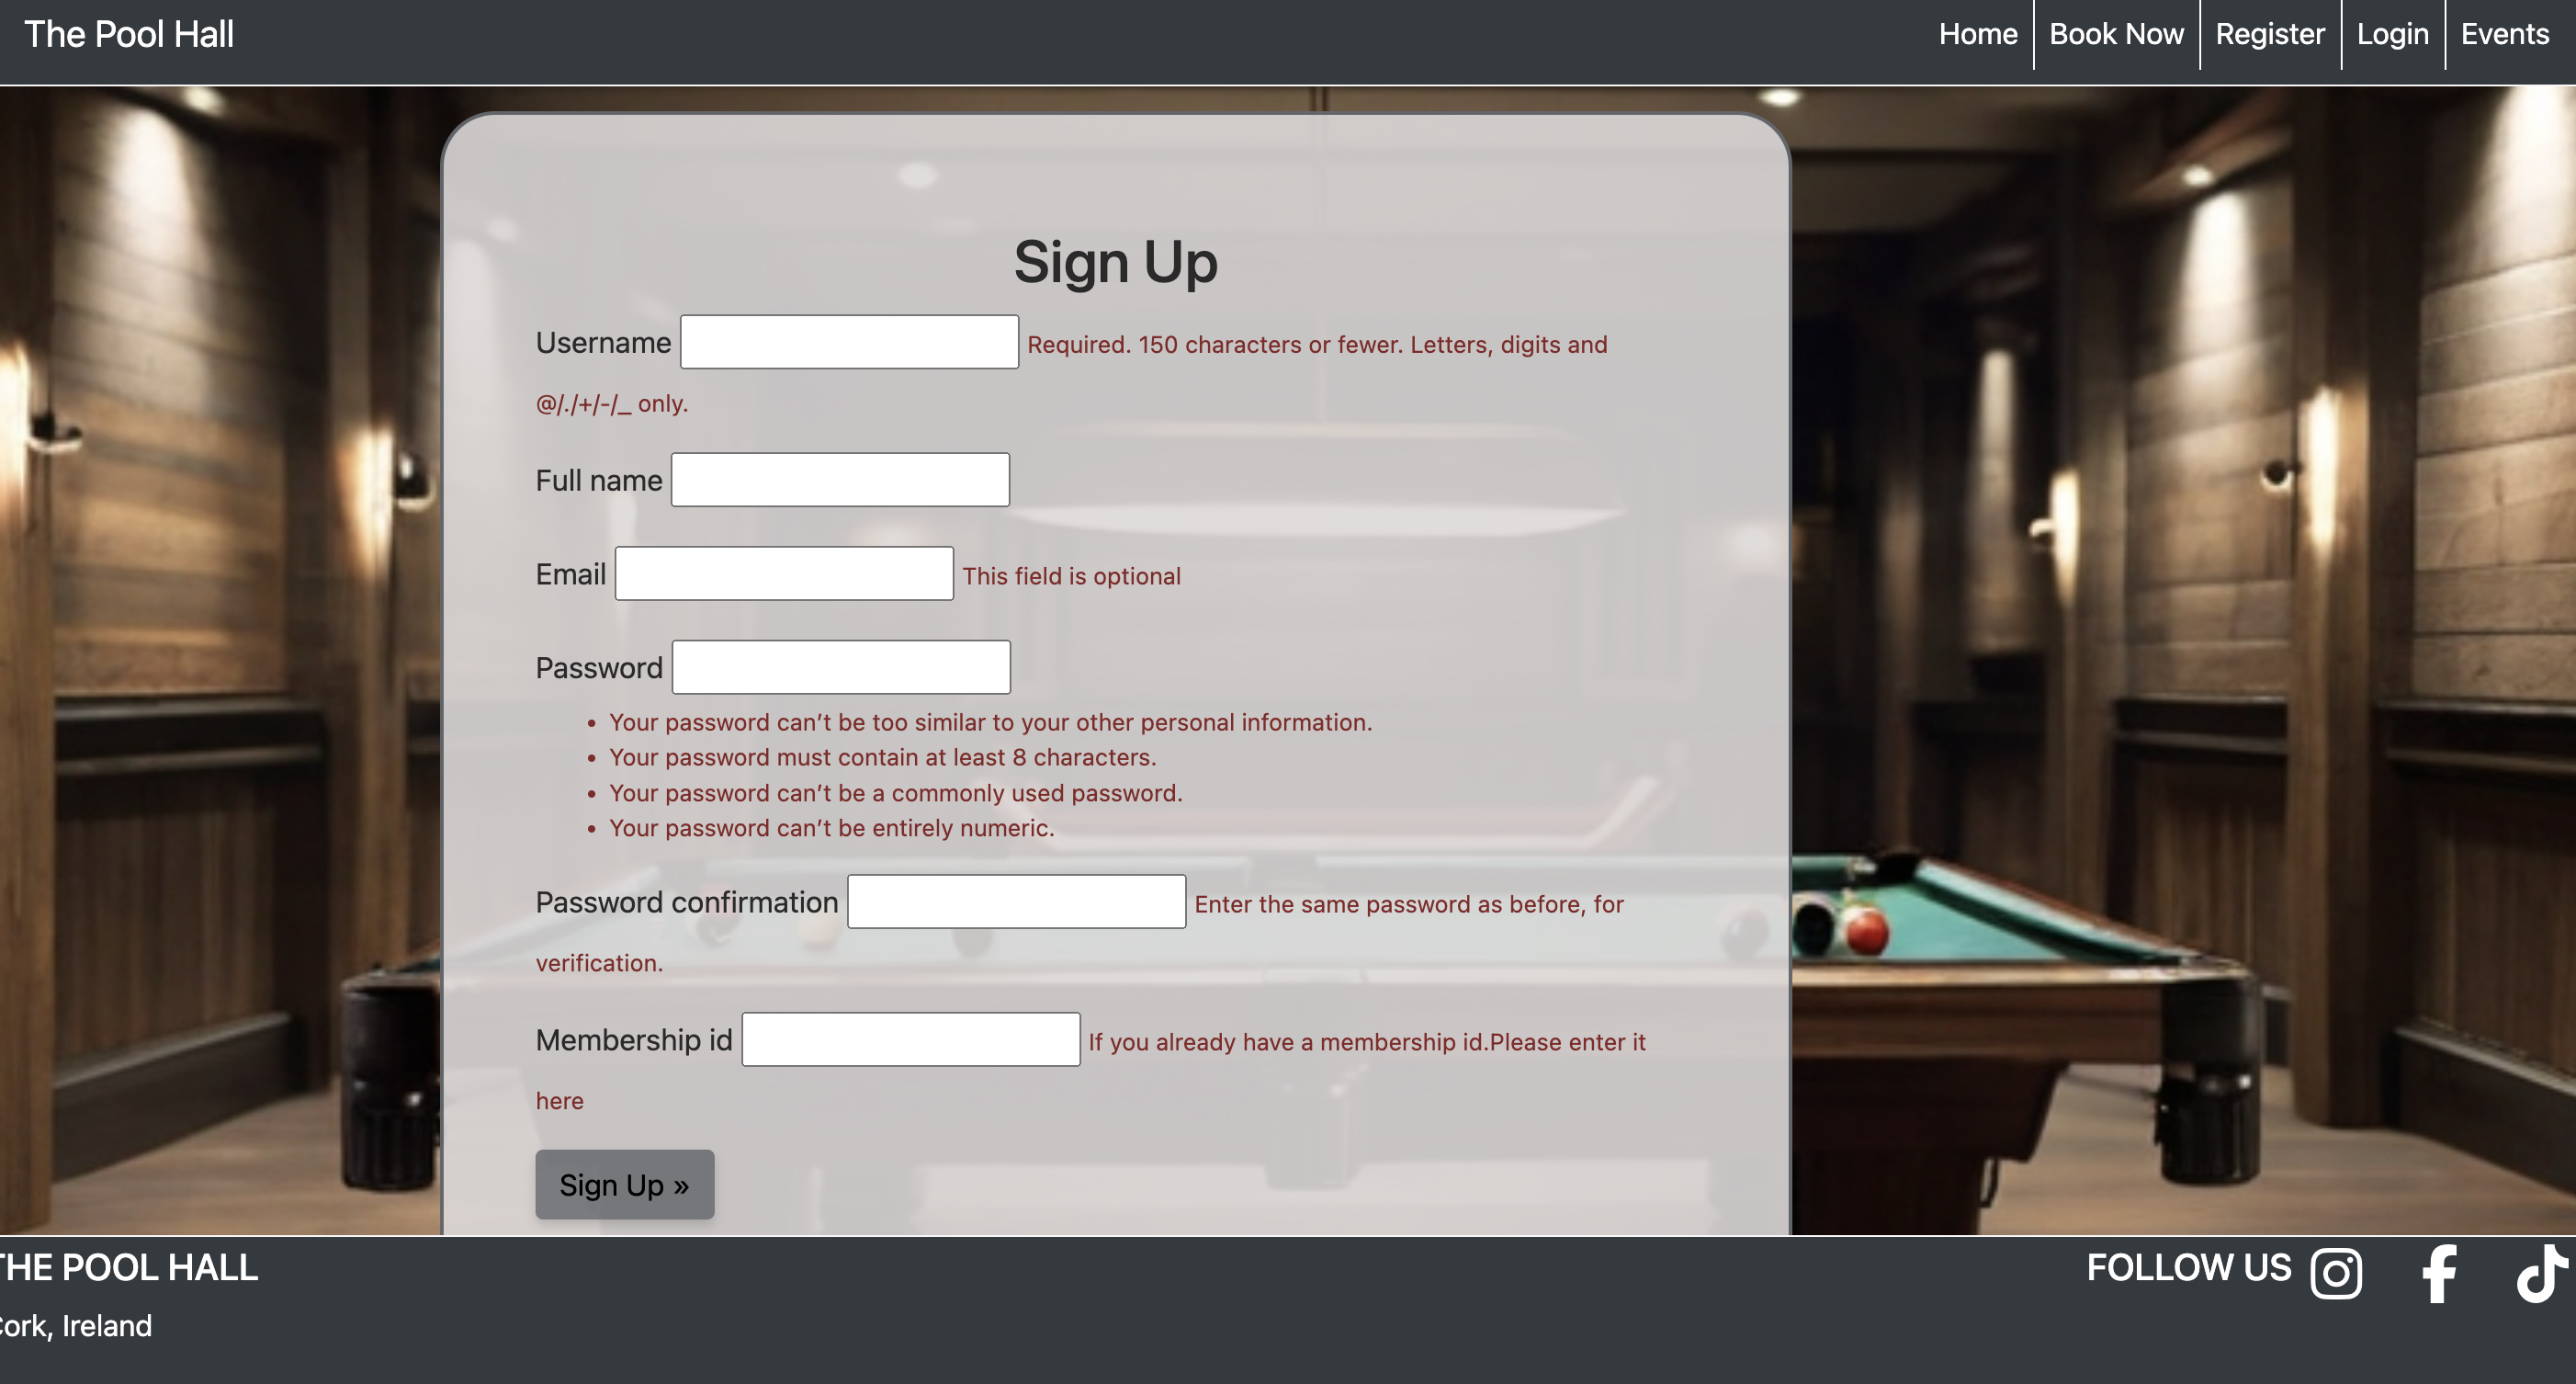 The Pool Hall
Home
Book Now
Register
Login
Events
Sign Up
Username
Required. 150 characters or fewer. Letters, digits and
@/./+/-/_ only.
Full name
Email
This field is optional
Password
• Your password can’t be too similar to your other personal information.
• Your password must contain at least 8 characters.
• Your password can’t be a commonly used password.
• Your password can’t be entirely numeric.
Password confirmation
Enter the same password as before, for
verification.
Membership id
If you already have a membership id.Please enter it
here
Sign Up »
THE POOL HALL
FOLLOW US
Cork, Ireland